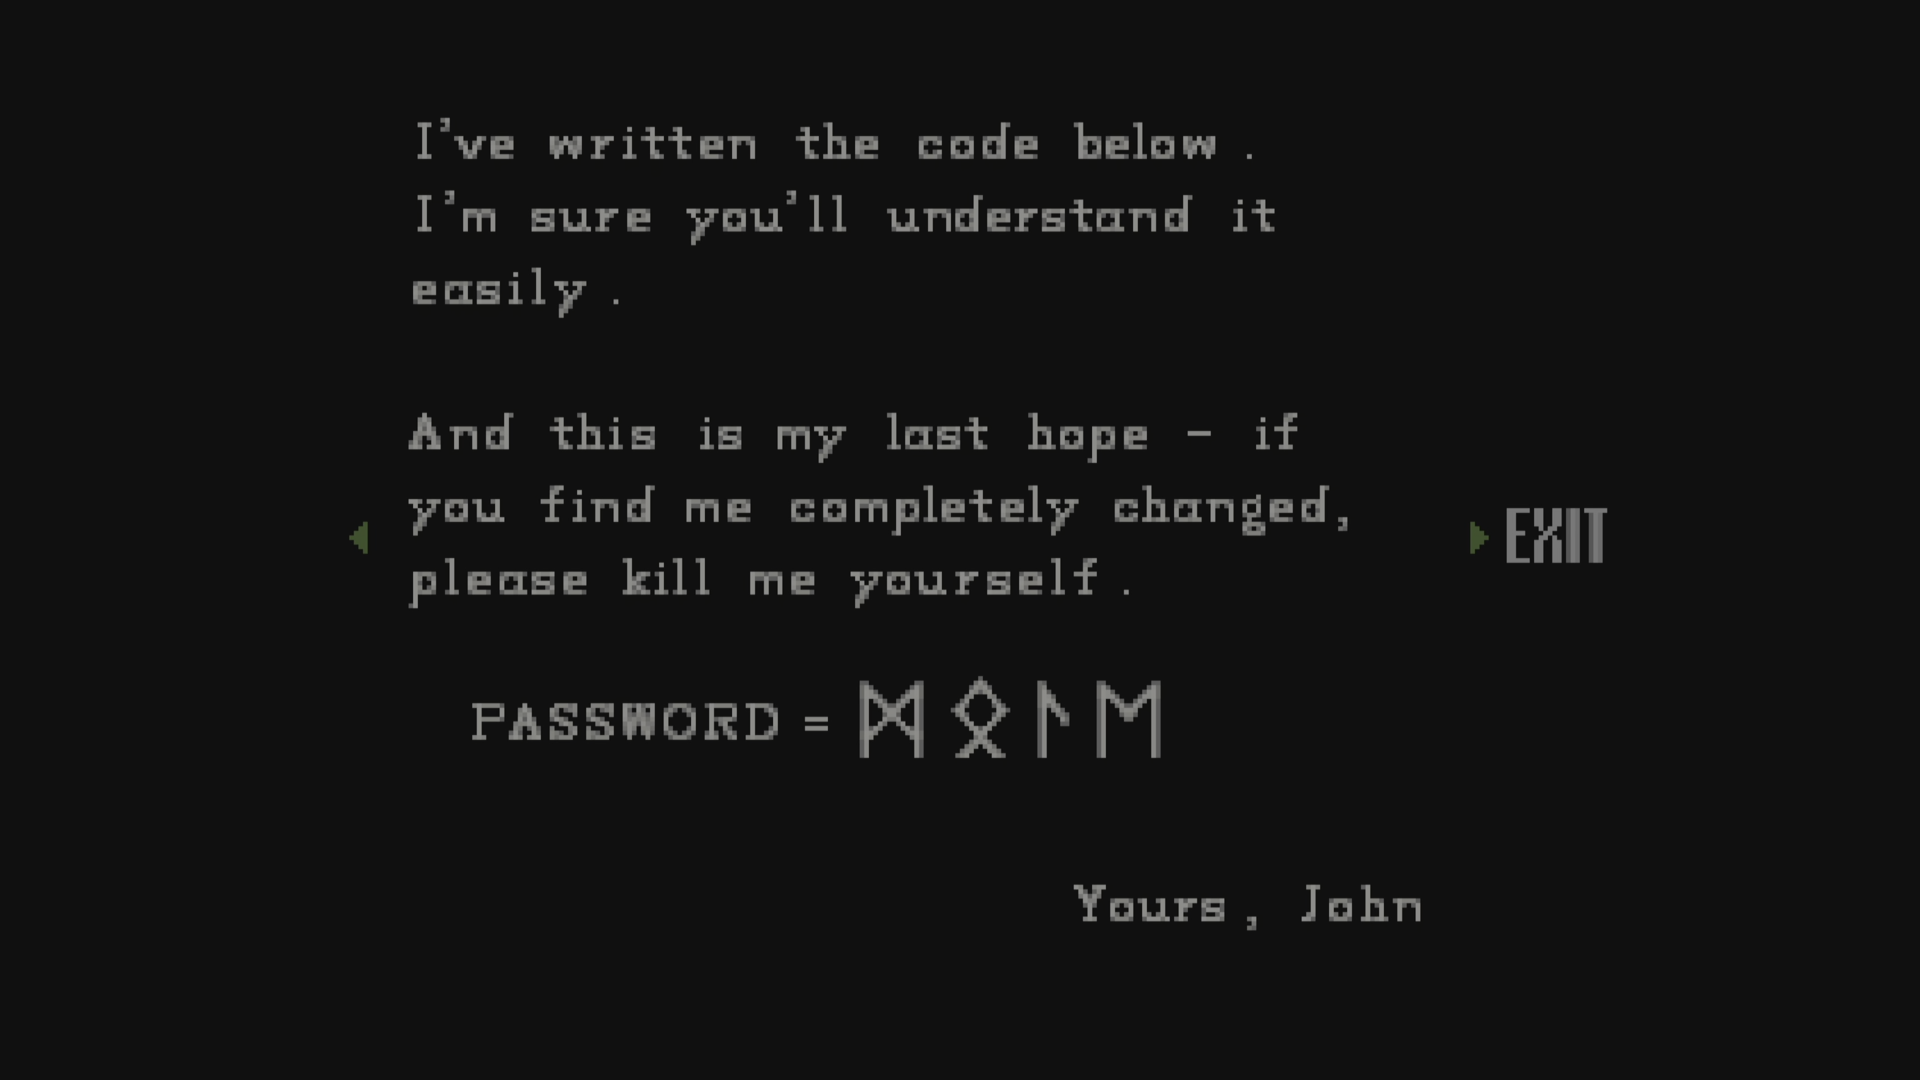 I've written the code below.
I'm sure you'll understand it
easily.
And this is my last hope - if
you find me completely changed,
please kill me yourself.
EXIT
PASSWORD = ᛞᛟᛚᛖ
Yours, John